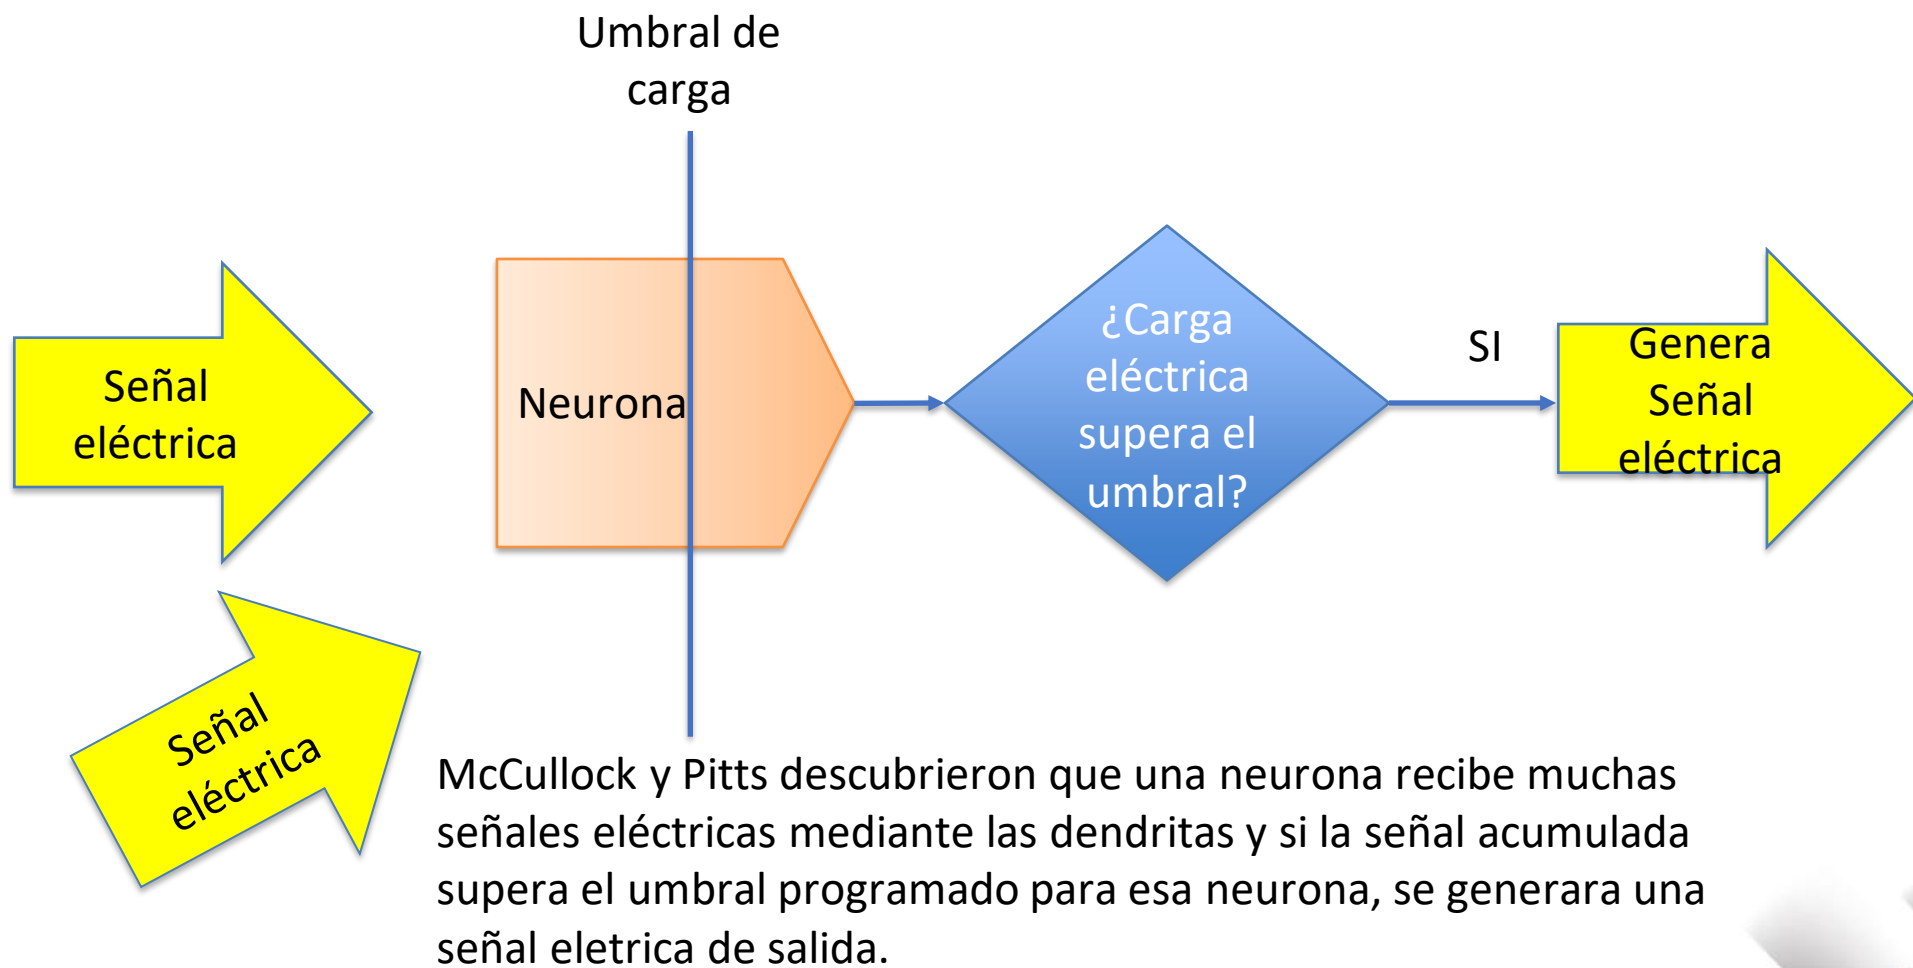 Umbral de
carga
Señal
eléctrica
Neurona
¿Carga
eléctrica
supera el
umbral?
SI
Genera
Señal
eléctrica
Señal
eléctrica
McCullock y Pitts descubrieron que una neurona recibe muchas
señales eléctricas mediante las dendritas y si la señal acumulada
supera el umbral programado para esa neurona, se generara una
señal eletrica de salida.